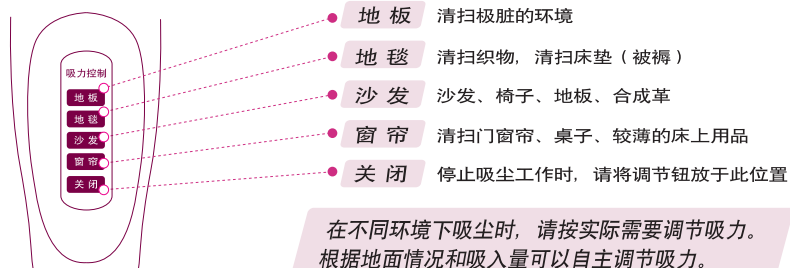 吸力控制
地板
地毯
沙发
窗帘
关闭
地板 清扫极脏的环境
地毯 清扫织物，清扫床垫（被褥）
沙发 沙发、椅子、地板、合成革
窗帘 清扫门窗帘、桌子、较薄的床上用品
关闭 停止吸尘工作时，请将调节钮放于此位置
在不同环境下吸尘时，请按实际需要调节吸力。
根据地面情况和吸入量可以自主调节吸力。